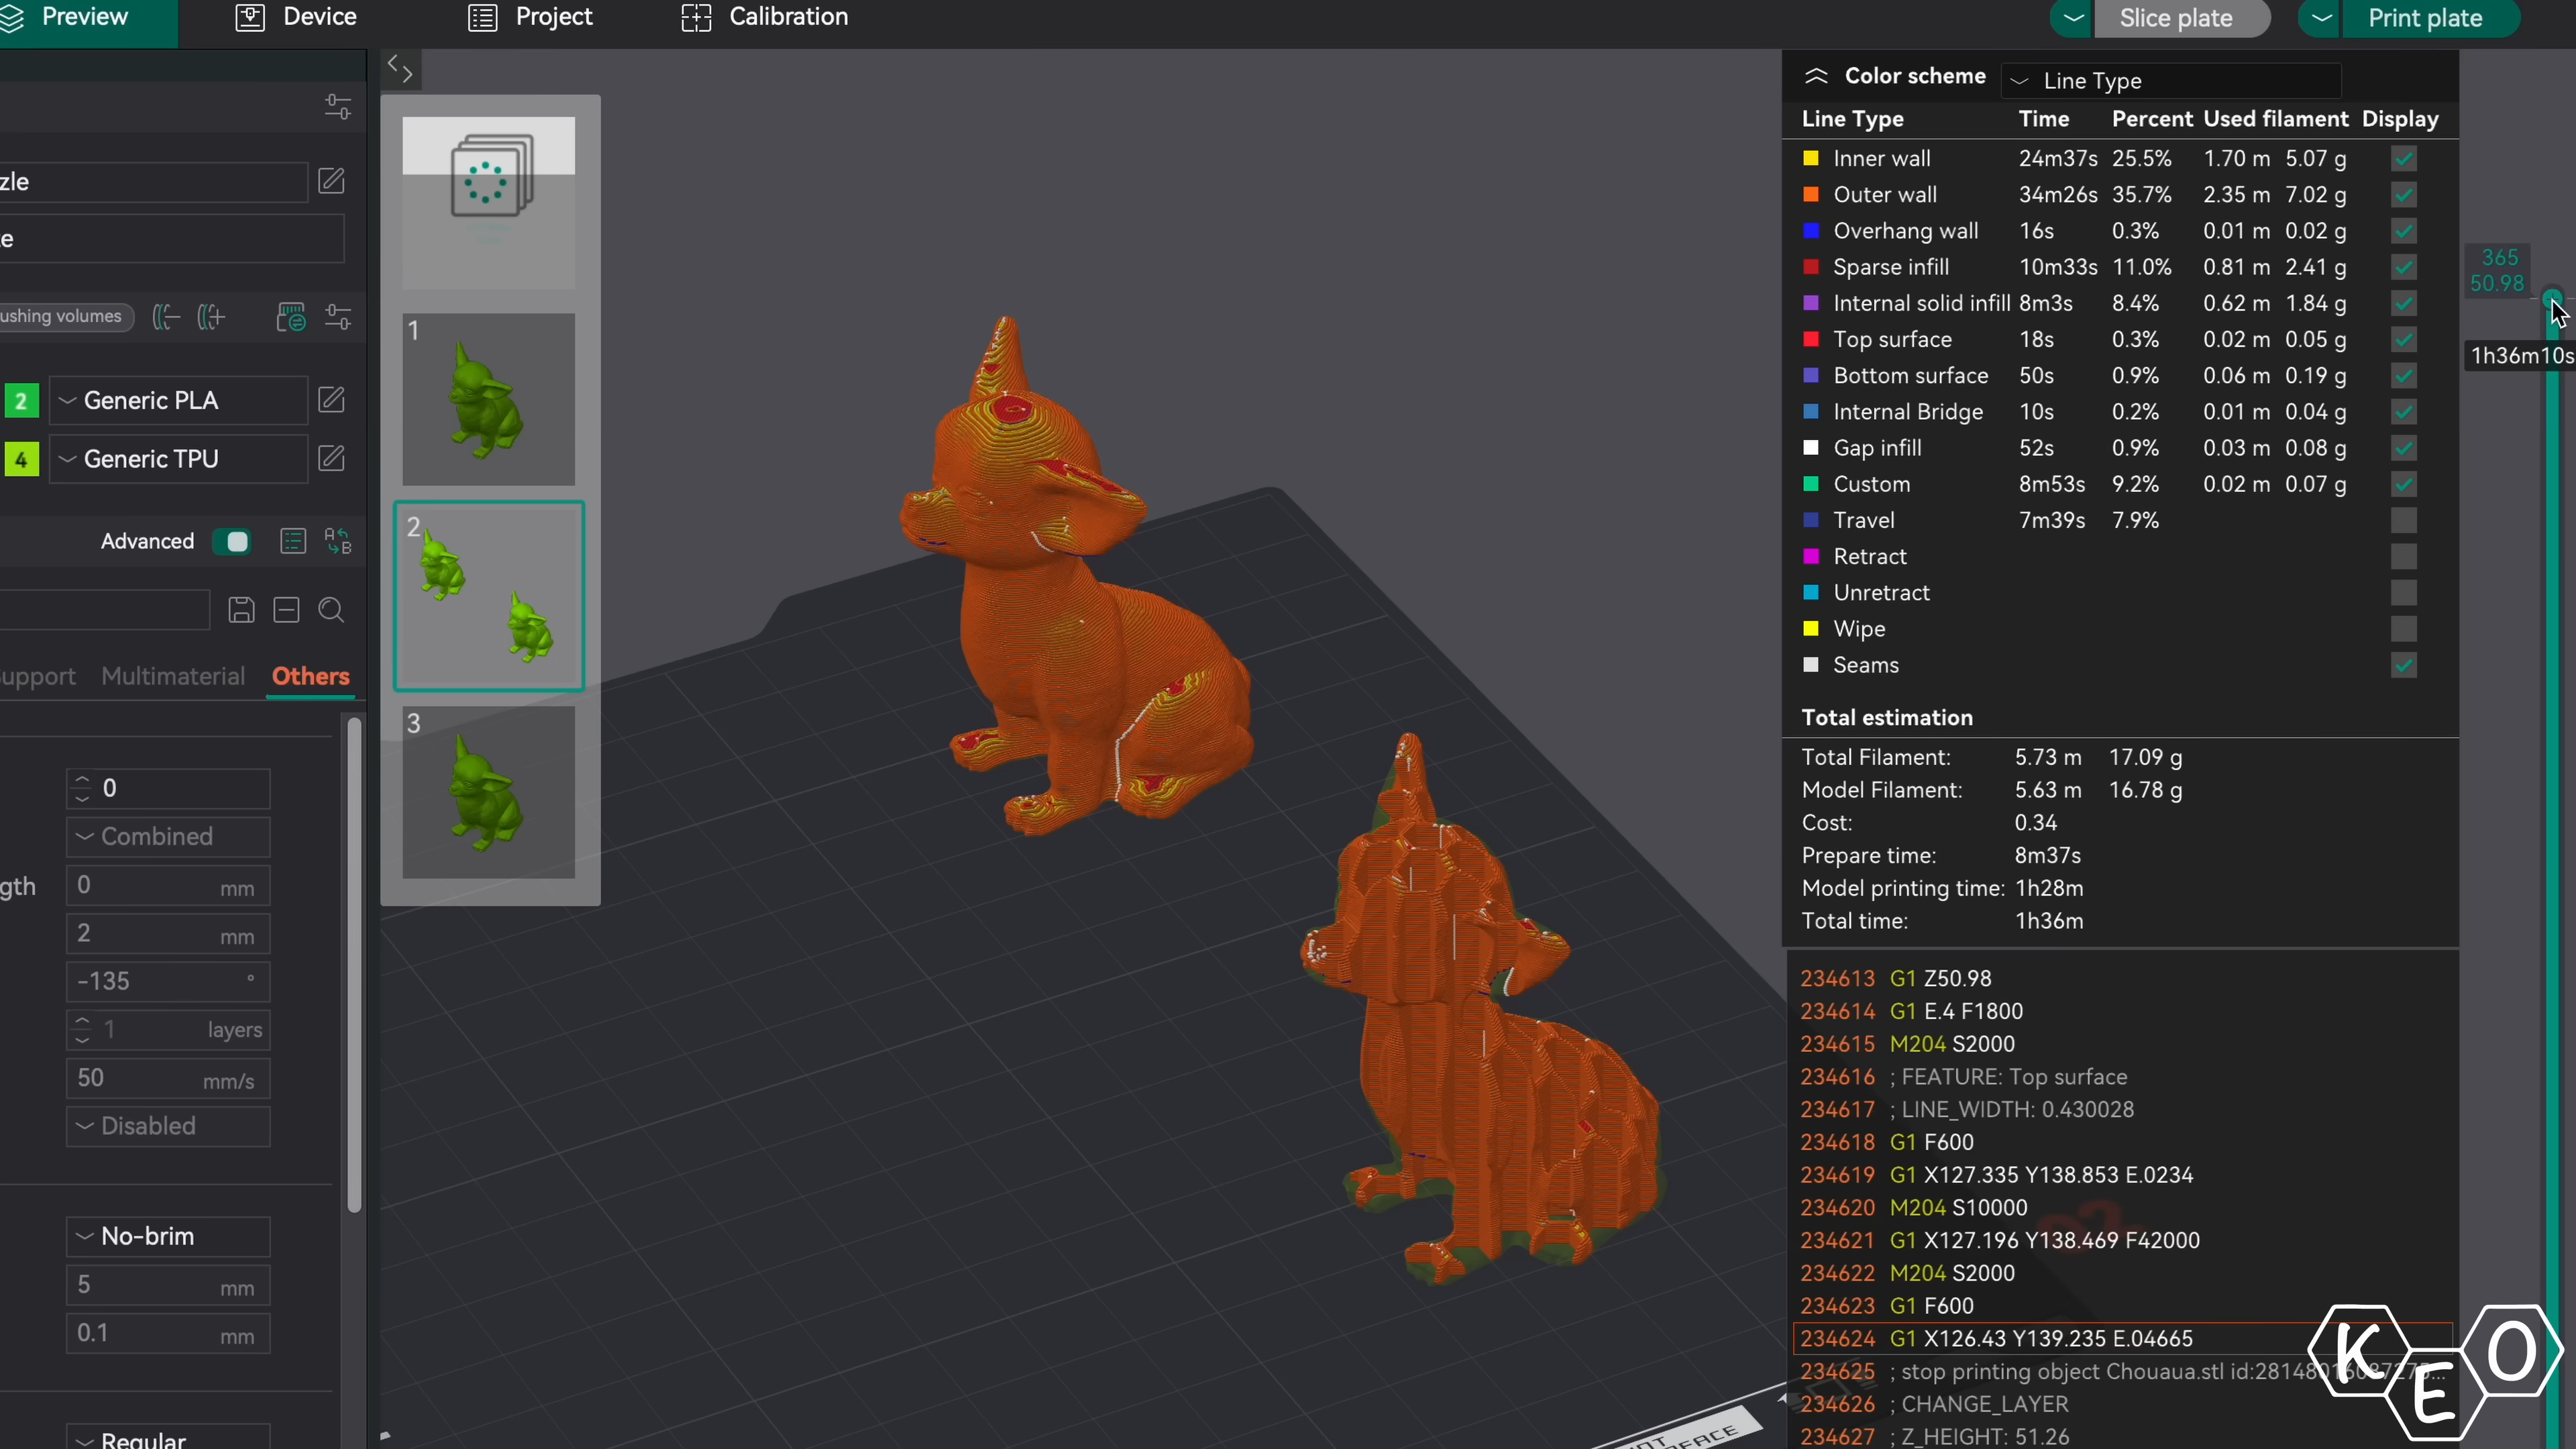 Preview
Device
Project
Calibration
Slice plate
Print plate
Color scheme
Line Type
Line Type Time Percent Used filament Display
Inner wall 24m37s 25.5% 1.70 m 5.07 g
Outer wall 34m26s 35.7% 2.35 m 7.02 g
Overhang wall 16s 0.3% 0.01 m 0.02 g
Sparse infill 10m33s 11.0% 0.81 m 2.41 g
Internal solid infill 8m3s 8.4% 0.62 m 1.84 g
Top surface 18s 0.3% 0.02 m 0.05 g
Bottom surface 50s 0.9% 0.06 m 0.19 g
Internal Bridge 10s 0.2% 0.01 m 0.04 g
Gap infill 52s 0.9% 0.03 m 0.08 g
Custom 8m53s 9.2% 0.02 m 0.07 g
Travel 7m39s 7.9%
Retract
Unretract
Wipe
Seams
Total estimation
Total Filament: 5.73 m 17.09 g
Model Filament: 5.63 m 16.78 g
Cost: 0.34
Prepare time: 8m37s
Model printing time: 1h28m
Total time: 1h36m
234613 G1 Z50.98
234614 G1 E.4 F1800
234615 M204 S2000
234616 ; FEATURE: Top surface
234617 ; LINE_WIDTH: 0.430028
234618 G1 F600
234619 G1 X127.335 Y138.853 E.0234
234620 M204 S10000
234621 G1 X127.196 Y138.469 F42000
234622 M204 S2000
234623 G1 F600
234624 G1 X126.43 Y139.235 E.04665
234625 ; stop printing object Chouaua.stl
234626 ; CHANGE_LAYER
234627 ; Z_HEIGHT: 51.26
365
50.98
1h36m10s
zle
te
ushing volumes
2 Generic PLA
4 Generic TPU
Advanced
upport Multimaterial Others
0
Combined
gth 0 mm
2 mm
-135 °
1 layers
50 mm/s
Disabled
No-brim
5 mm
0.1 mm
Regular
1
2
3
KEO